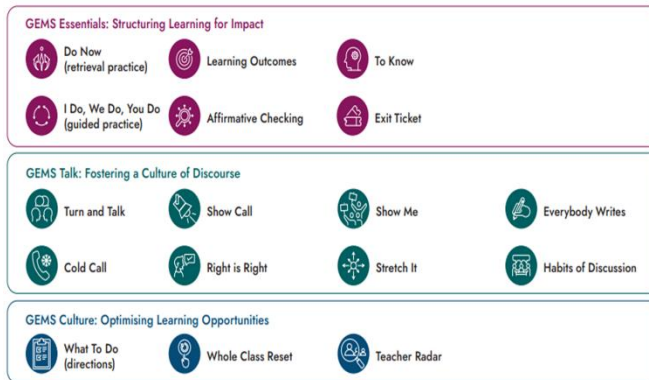 GEMS Essentials: Structuring Learning for Impact
Do Now
(retrieval practice)
Learning Outcomes
To Know
I Do, We Do, You Do
(guided practice)
Affirmative Checking
Exit Ticket
GEMS Talk: Fostering a Culture of Discourse
Turn and Talk
Show Call
Show Me
Everybody Writes
Cold Call
Right is Right
Stretch It
Habits of Discussion
GEMS Culture: Optimising Learning Opportunities
What To Do
(directions)
Whole Class Reset
Teacher Radar